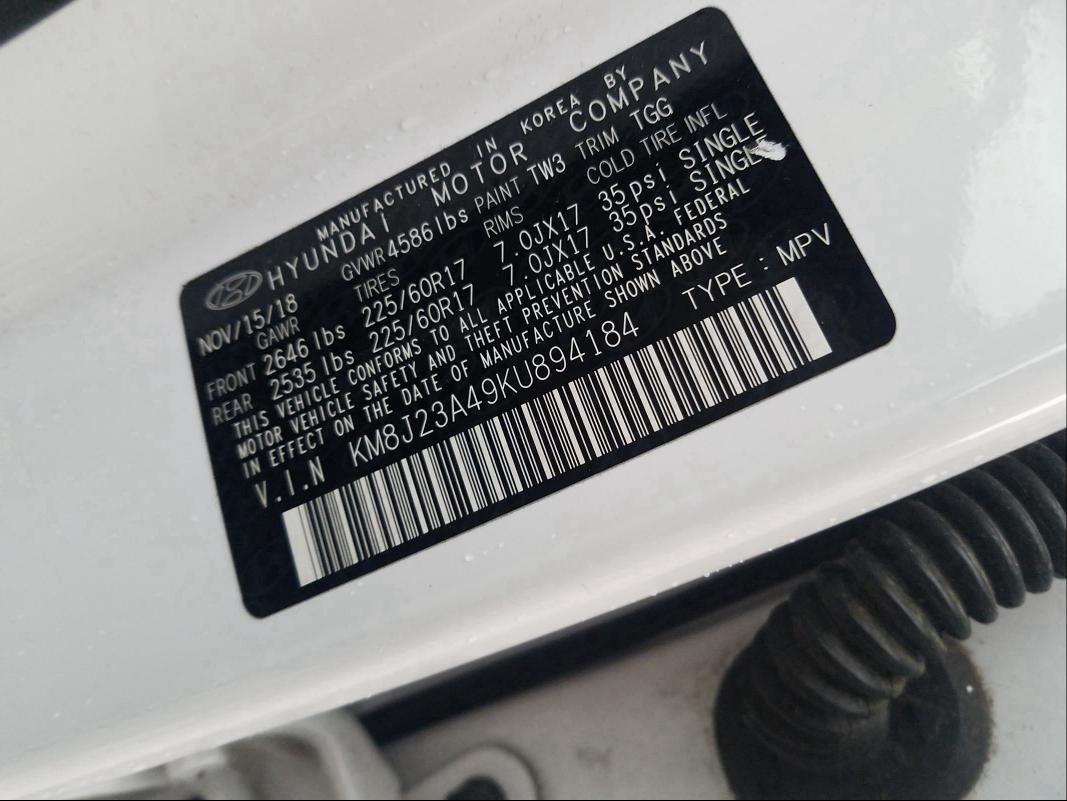 MANUFACTURED IN KOREA BY
HYUNDAI MOTOR COMPANY
NOV/15/18 GVWR 4586 lbs PAINT TW3 TRIM TGG
GAWR TIRES RIMS COLD TIRE INFL
FRONT 2646 lbs 225/60R17 7.0JX17 35psi SINGLE
REAR 2535 lbs 225/60R17 7.0JX17 35psi SINGLE
THIS VEHICLE CONFORMS TO ALL APPLICABLE U.S.A. FEDERAL
MOTOR VEHICLE SAFETY AND THEFT PREVENTION STANDARDS
IN EFFECT ON THE DATE OF MANUFACTURE SHOWN ABOVE
V.I.N KM8J23A49KU894184 TYPE : MPV